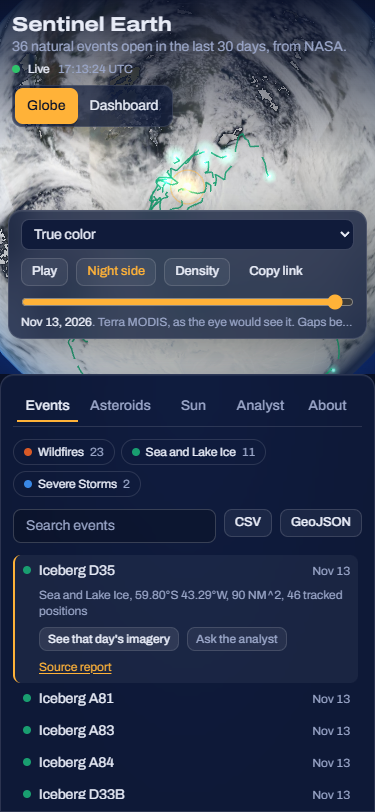 Sentinel Earth
36 natural events open in the last 30 days, from NASA.
Live 17:13:24 UTC
Globe Dashboard
True color
Play Night side Density Copy link
Nov 13, 2026. Terra MODIS, as the eye would see it. Gaps be...
Events Asteroids Sun Analyst About
Wildfires 23 Sea and Lake Ice 11
Severe Storms 2
Search events CSV GeoJSON
Iceberg D35 Nov 13
Sea and Lake Ice, 59.80°S 43.29°W, 90 NM^2, 46 tracked
positions
See that day's imagery Ask the analyst
Source report
Iceberg A81 Nov 13
Iceberg A83 Nov 13
Iceberg A84 Nov 13
Iceberg D33B Nov 13